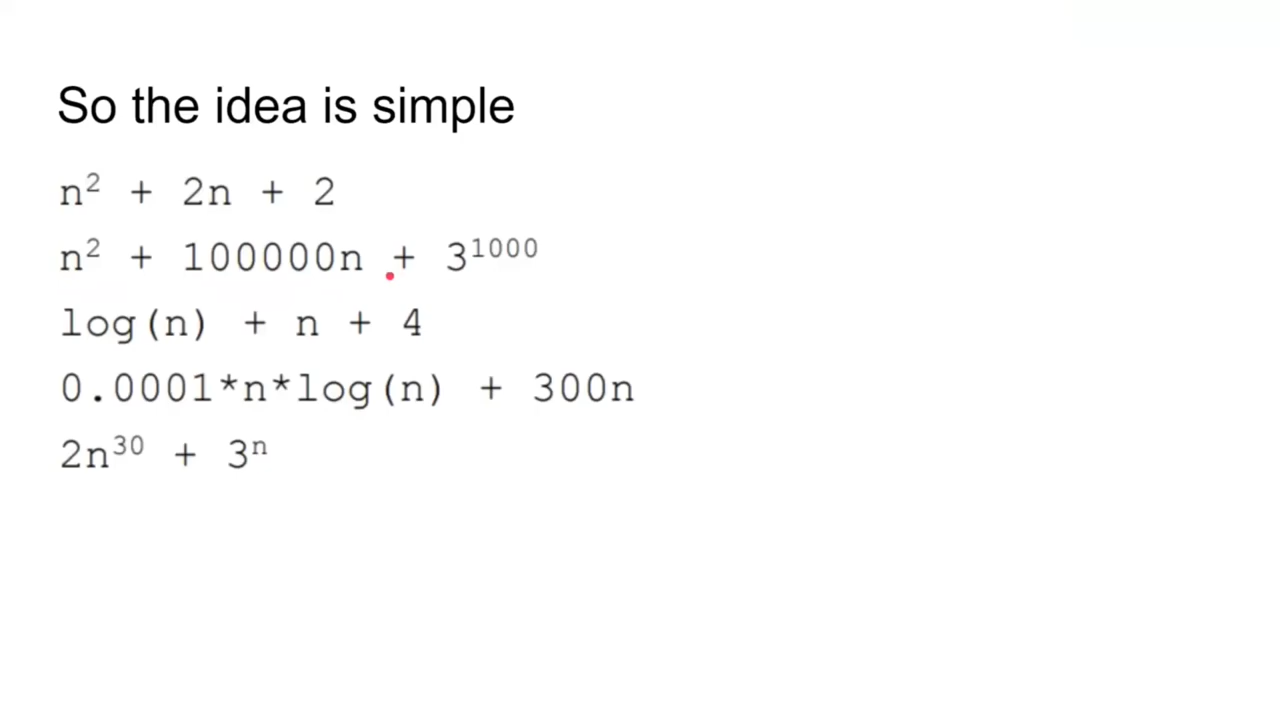 So the idea is simple
n² + 2n + 2
n² + 100000n + 3¹⁰⁰⁰
log(n) + n + 4
0.0001*n*log(n) + 300n
2n³⁰ + 3ⁿ